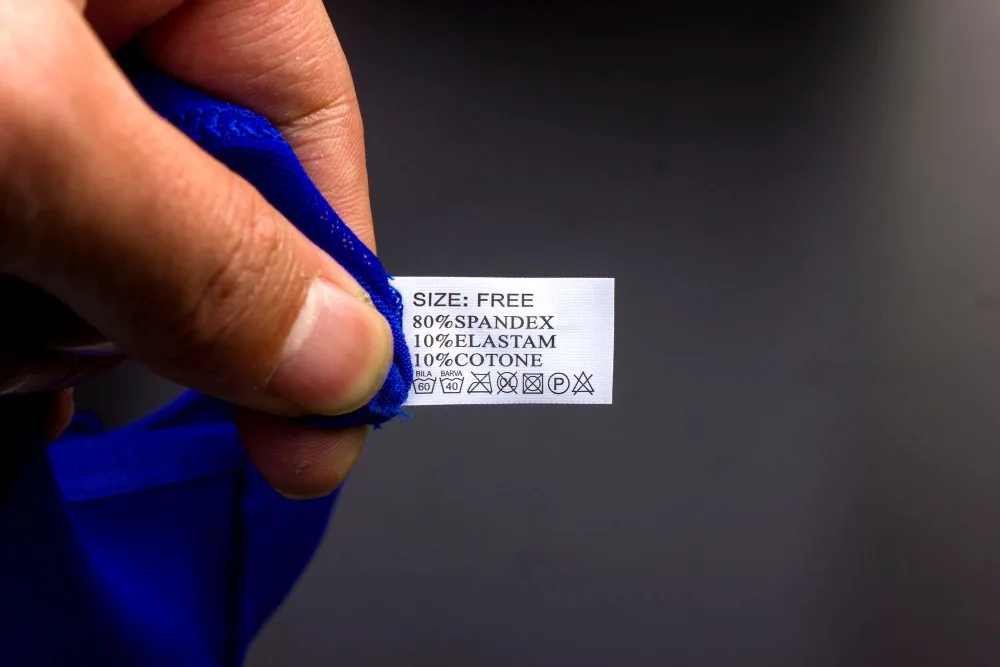 SIZE: FREE
80%SPANDEX
10%ELASTAM
10%COTONE
BILA BARVA
60 40 P